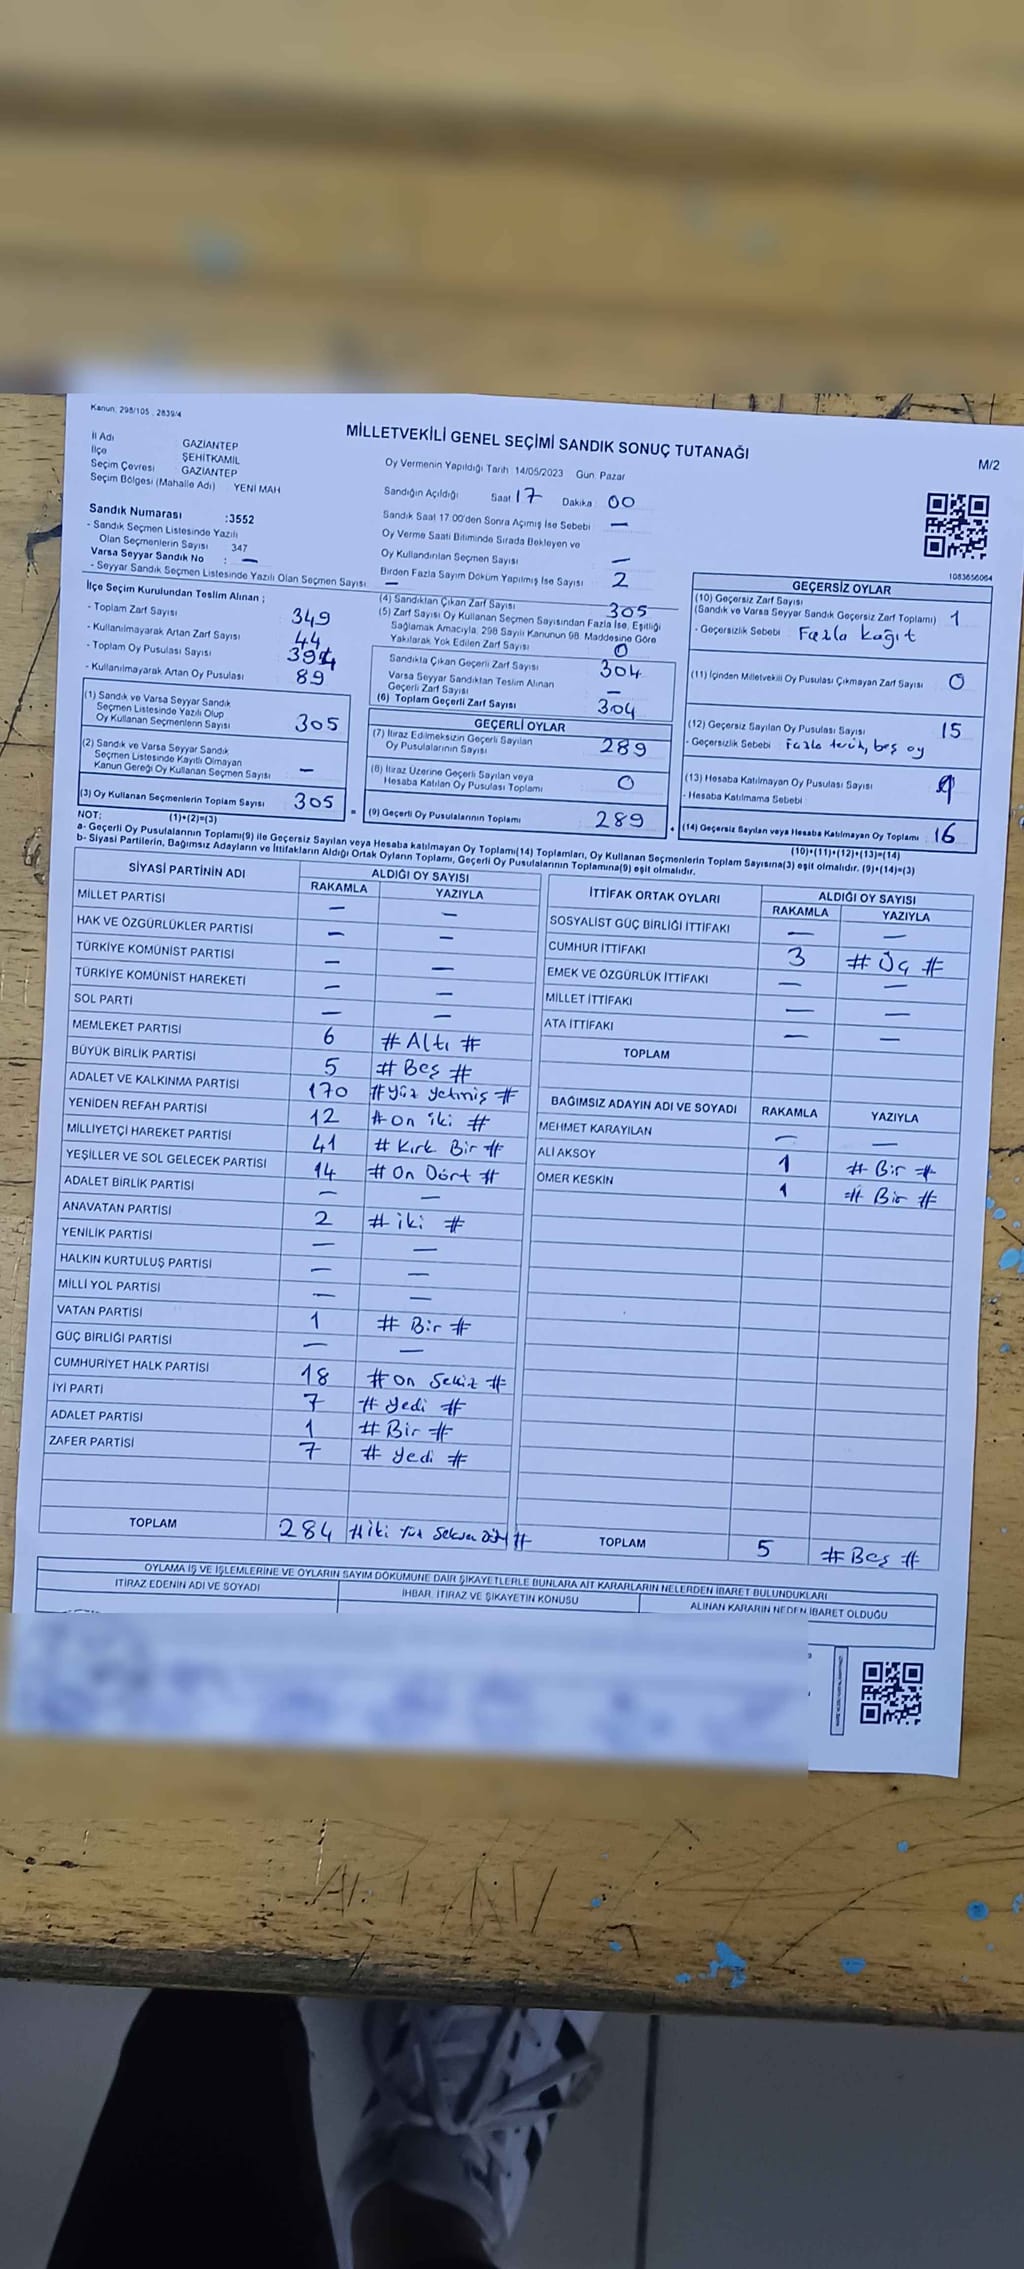 Kanun: 298/105 , 2839/4
MİLLETVEKİLİ GENEL SEÇİMİ SANDIK SONUÇ TUTANAĞI
M/2
İl Adı GAZİANTEP
İlçe ŞEHİTKAMİL
Seçim Çevresi GAZİANTEP
Seçim Bölgesi (Mahalle Adı) YENİ MAH
Oy Vermenin Yapıldığı Tarih :14/05/2023 Gün: Pazar
Sandığın Açıldığı Saat 17 Dakika 00
Sandık Saat 17:00'den Sonra Açımış İse Sebebi —
Oy Verme Saati Bitiminde Sırada Bekleyen ve
Oy Kullandırılan Seçmen Sayısı —
Birden Fazla Sayım Döküm Yapılmış İse Sayısı 2
Sandık Numarası :3552
- Sandık Seçmen Listesinde Yazılı
Olan Seçmenlerin Sayısı 347
Varsa Seyyar Sandık No : —
- Seyyar Sandık Seçmen Listesinde Yazılı Olan Seçmen Sayısı —
1083656064
İlçe Seçim Kurulundan Teslim Alınan ;
- Toplam Zarf Sayısı 349
- Kullanılmayarak Artan Zarf Sayısı 44
- Toplam Oy Pusulası Sayısı
- Kullanılmayarak Artan Oy Pusulası 89
(1) Sandık ve Varsa Seyyar Sandık
Seçmen Listesinde Yazılı Olup
Oy Kullanan Seçmenlerin Sayısı 305
(2) Sandık ve Varsa Seyyar Sandık
Seçmen Listesinde Kayıtlı Olmayan
Kanun Gereği Oy Kullanan Seçmen Sayısı —
(3) Oy Kullanan Seçmenlerin Toplam Sayısı 305
(1)+(2)=(3)
(4) Sandıktan Çıkan Zarf Sayısı 305
(5) Zarf Sayısı Oy Kullanan Seçmen Sayısından Fazla İse, Eşitliği
Sağlamak Amacıyla, 298 Sayılı Kanunun 98. Maddesine Göre
Yakılarak Yok Edilen Zarf Sayısı 0
Sandıkla Çıkan Geçerli Zarf Sayısı 304
Varsa Seyyar Sandıktan Teslim Alınan
Geçerli Zarf Sayısı —
(6) Toplam Geçerli Zarf Sayısı 304
GEÇERLİ OYLAR
(7) İtiraz Edilmeksizin Geçerli Sayılan
Oy Pusulalarının Sayısı 289
(8) İtiraz Üzerine Geçerli Sayılan veya
Hesaba Katılan Oy Pusulası Toplamı 0
= (9) Geçerli Oy Pusulalarının Toplamı 289
GEÇERSİZ OYLAR
(10) Geçersiz Zarf Sayısı
(Sandık ve Varsa Seyyar Sandık Geçersiz Zarf Toplamı) 1
- Geçersizlik Sebebi : Fazla kağıt
(11) İçinden Milletvekili Oy Pusulası Çıkmayan Zarf Sayısı 0
(12) Geçersiz Sayılan Oy Pusulası Sayısı 15
- Geçersizlik Sebebi : Fazla boş oy
(13) Hesaba Katılmayan Oy Pusulası Sayısı
- Hesaba Katılmama Sebebi :
+ (14) Geçersiz Sayılan veya Hesaba Katılmayan Oy Toplamı 16
(10)+(11)+(12)+(13)=(14)
NOT:
a- Geçerli Oy Pusulalarının Toplamı(9) ile Geçersiz Sayılan veya Hesaba katılmayan Oy Toplamı(14) Toplamları, Oy Kullanan Seçmenlerin Toplam Sayısına(3) eşit olmalıdır. (9)+(14)=(3)
b- Siyasi Partilerin, Bağımsız Adayların ve İttifakların Aldığı Ortak Oyların Toplamı, Geçerli Oy Pusulalarının Toplamına(9) eşit olmalıdır.
SİYASİ PARTİNİN ADI ALDIĞI OY SAYISI
RAKAMLA YAZIYLA
MİLLET PARTİSİ — —
HAK VE ÖZGÜRLÜKLER PARTİSİ — —
TÜRKİYE KOMÜNİST PARTİSİ — —
TÜRKİYE KOMÜNİST HAREKETİ — —
SOL PARTİ — —
MEMLEKET PARTİSİ 6 # Altı #
BÜYÜK BİRLİK PARTİSİ 5 # Beş #
ADALET VE KALKINMA PARTİSİ 170 # yüz yetmiş #
YENİDEN REFAH PARTİSİ 12 # on iki #
MİLLİYETÇİ HAREKET PARTİSİ 41 # Kırk Bir #
YEŞİLLER VE SOL GELECEK PARTİSİ 14 # On Dört #
ADALET BİRLİK PARTİSİ — —
ANAVATAN PARTİSİ 2 # iki #
YENİLİK PARTİSİ — —
HALKIN KURTULUŞ PARTİSİ — —
MİLLİ YOL PARTİSİ — —
VATAN PARTİSİ 1 # Bir #
GÜÇ BİRLİĞİ PARTİSİ — —
CUMHURİYET HALK PARTİSİ 18 # on Sekiz #
İYİ PARTİ 7 # yedi #
ADALET PARTİSİ 1 # Bir #
ZAFER PARTİSİ 7 # yedi #
TOPLAM 284 # iki yüz Seksen Dört #
İTTİFAK ORTAK OYLARI ALDIĞI OY SAYISI
RAKAMLA YAZIYLA
SOSYALİST GÜÇ BİRLİĞİ İTTİFAKI — —
CUMHUR İTTİFAKI 3 # Üç #
EMEK VE ÖZGÜRLÜK İTTİFAKI — —
MİLLET İTTİFAKI — —
ATA İTTİFAKI — —
TOPLAM
BAĞIMSIZ ADAYIN ADI VE SOYADI RAKAMLA YAZIYLA
MEHMET KARAYILAN — —
ALİ AKSOY 1 # Bir #
ÖMER KESKİN 1 # Bir #
TOPLAM 5 # Beş #
OYLAMA İŞ VE İŞLEMLERİNE VE OYLARIN SAYIM DÖKÜMÜNE DAİR ŞİKAYETLERLE BUNLARA AİT KARARLARIN NELERDEN İBARET BULUNDUKLARI
İTİRAZ EDENİN ADI VE SOYADI İHBAR, İTİRAZ VE ŞİKAYETİN KONUSU ALINAN KARARIN NEDEN İBARET OLDUĞU